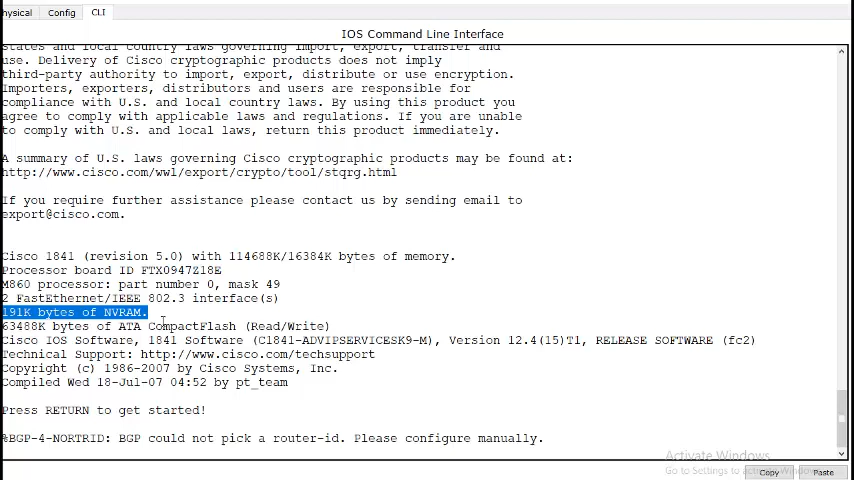 hysical Config CLI
IOS Command Line Interface
states and local country laws governing import, export, transfer and
use. Delivery of Cisco cryptographic products does not imply
third-party authority to import, export, distribute or use encryption.
Importers, exporters, distributors and users are responsible for
compliance with U.S. and local country laws. By using this product you
agree to comply with applicable laws and regulations. If you are unable
to comply with U.S. and local laws, return this product immediately.
A summary of U.S. laws governing Cisco cryptographic products may be found at:
http://www.cisco.com/wwl/export/crypto/tool/stqrg.html
If you require further assistance please contact us by sending email to
export@cisco.com.
Cisco 1841 (revision 5.0) with 114688K/16384K bytes of memory.
Processor board ID FTX0947Z18E
M860 processor: part number 0, mask 49
2 FastEthernet/IEEE 802.3 interface(s)
191K bytes of NVRAM.
63488K bytes of ATA CompactFlash (Read/Write)
Cisco IOS Software, 1841 Software (C1841-ADVIPSERVICESK9-M), Version 12.4(15)T1, RELEASE SOFTWARE (fc2)
Technical Support: http://www.cisco.com/techsupport
Copyright (c) 1986-2007 by Cisco Systems, Inc.
Compiled Wed 18-Jul-07 04:52 by pt_team
Press RETURN to get started!
%BGP-4-NORTRID: BGP could not pick a router-id. Please configure manually.
Activate Windows
Go to Settings to activate Windows.
Copy Paste